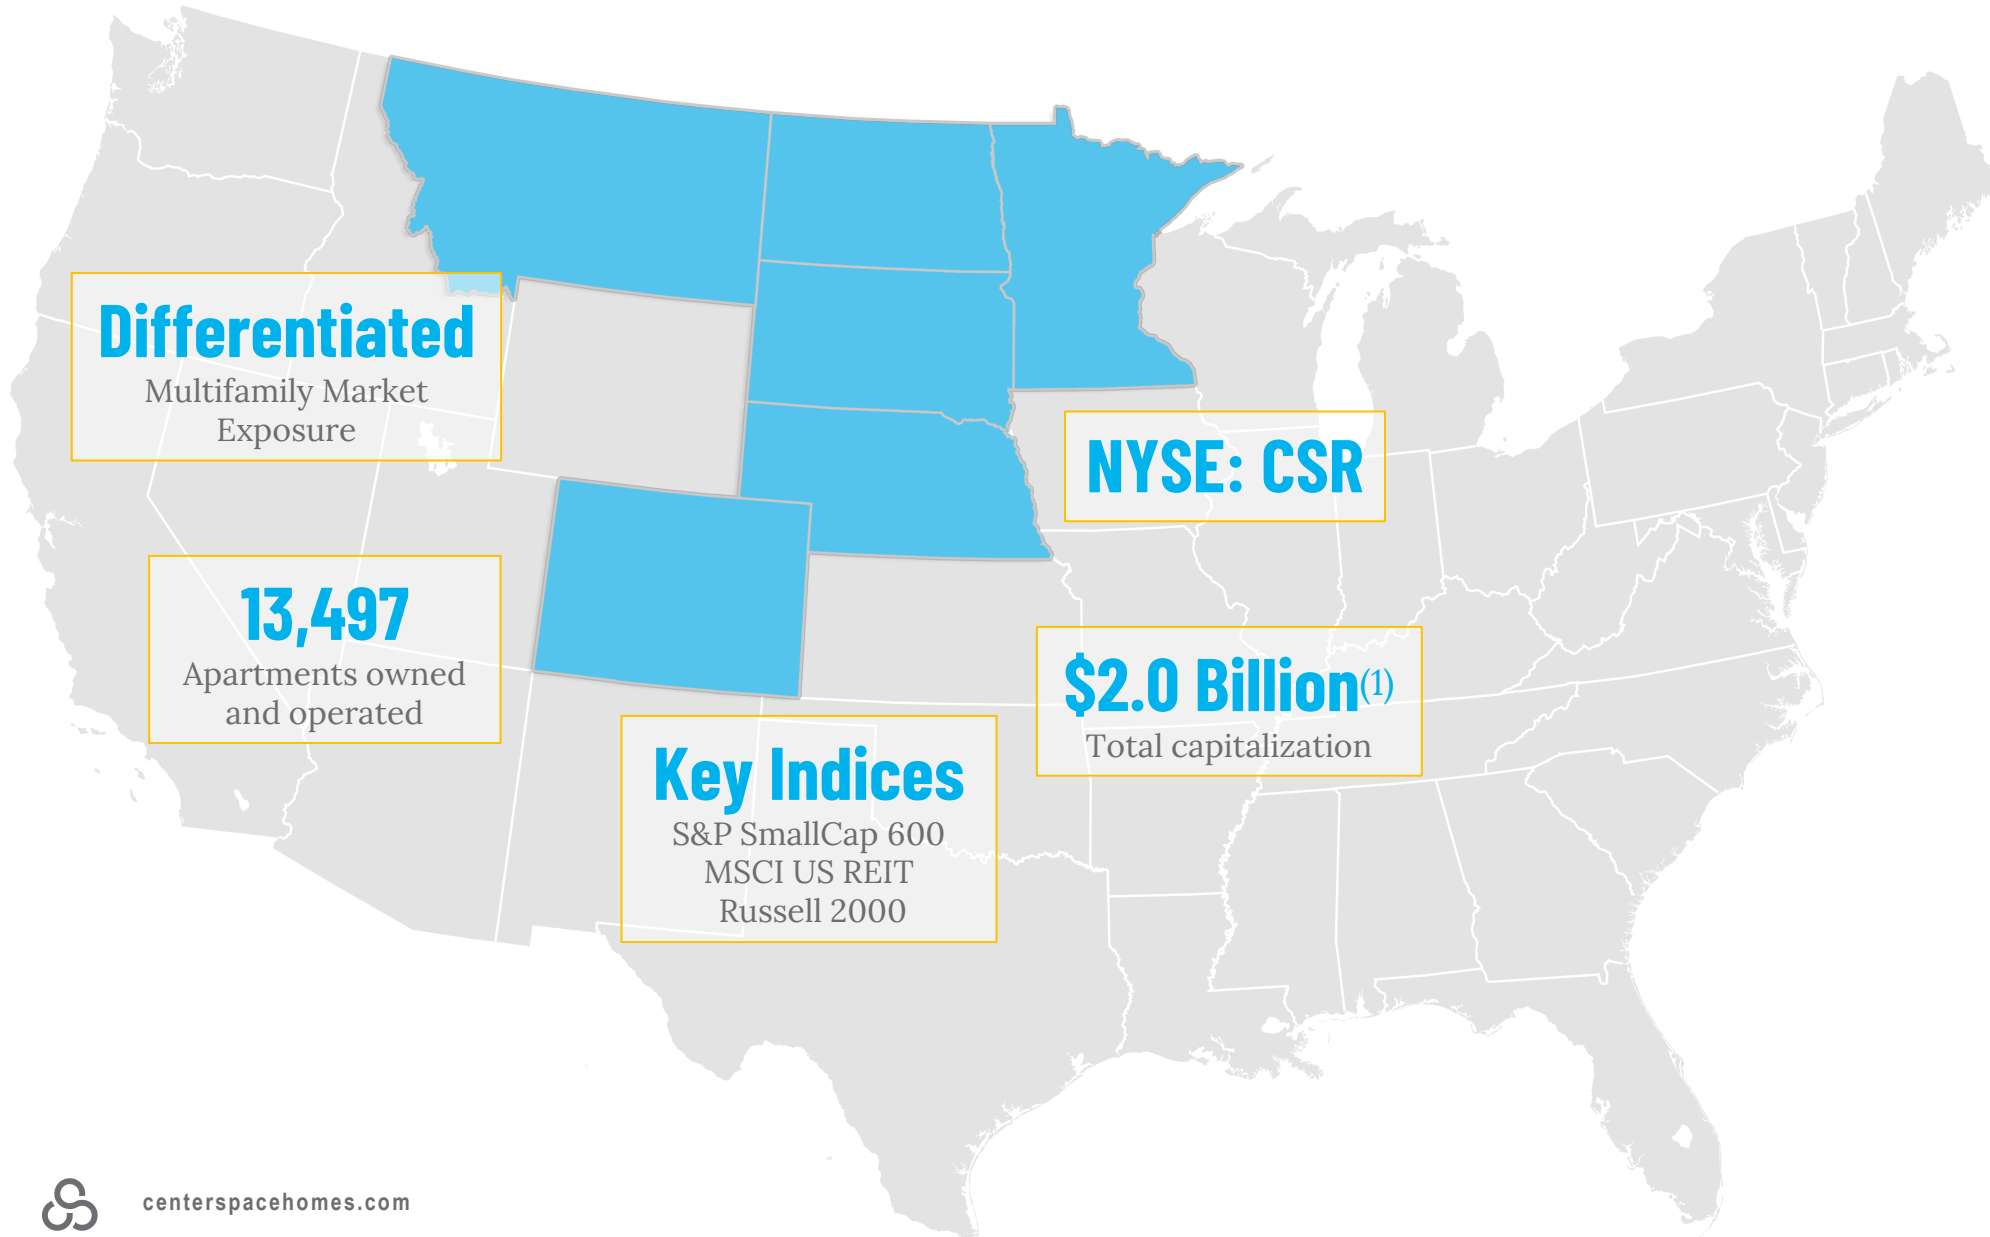 Differentiated
Multifamily Market
Exposure
NYSE: CSR
13,497
Apartments owned
and operated
$2.0 Billion(1)
Total capitalization
Key Indices
S&P SmallCap 600
MSCI US REIT
Russell 2000
centerspacehomes.com